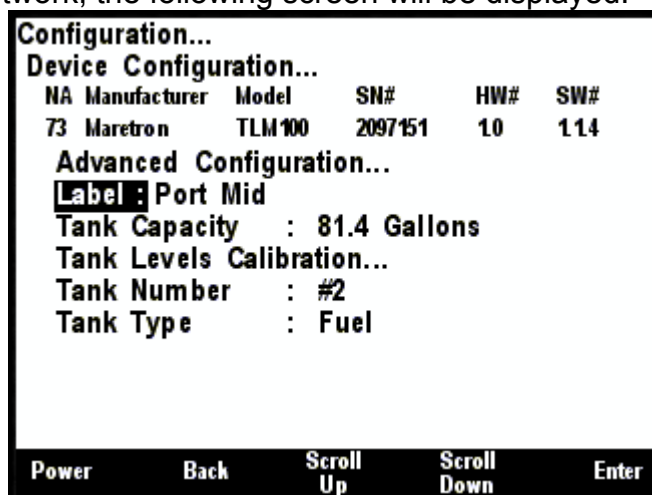 twork, the following screen will be displayed.
Configuration...
Device Configuration...
NA Manufacturer Model SN# HW# SW#
73 Maretron TLM100 2097151 1.0 1.1.4
Advanced Configuration...
Label : Port Mid
Tank Capacity : 81.4 Gallons
Tank Levels Calibration...
Tank Number : #2
Tank Type : Fuel
Power Back Scroll Up Scroll Down Enter